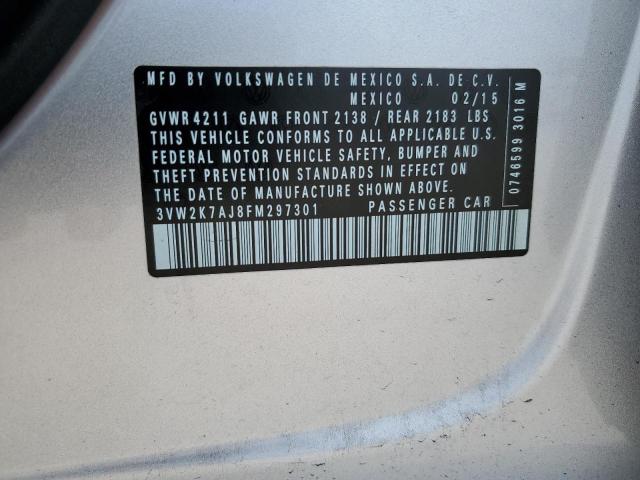 MFD BY VOLKSWAGEN DE MEXICO S.A. DE C.V.
MEXICO 02/15
GVWR 4211 GAWR FRONT 2138 / REAR 2183 LBS
THIS VEHICLE CONFORMS TO ALL APPLICABLE U.S.
FEDERAL MOTOR VEHICLE SAFETY, BUMPER AND
THEFT PREVENTION STANDARDS IN EFFECT ON
THE DATE OF MANUFACTURE SHOWN ABOVE.
3VW2K7AJ8FM297301 PASSENGER CAR
0746599 3016 M